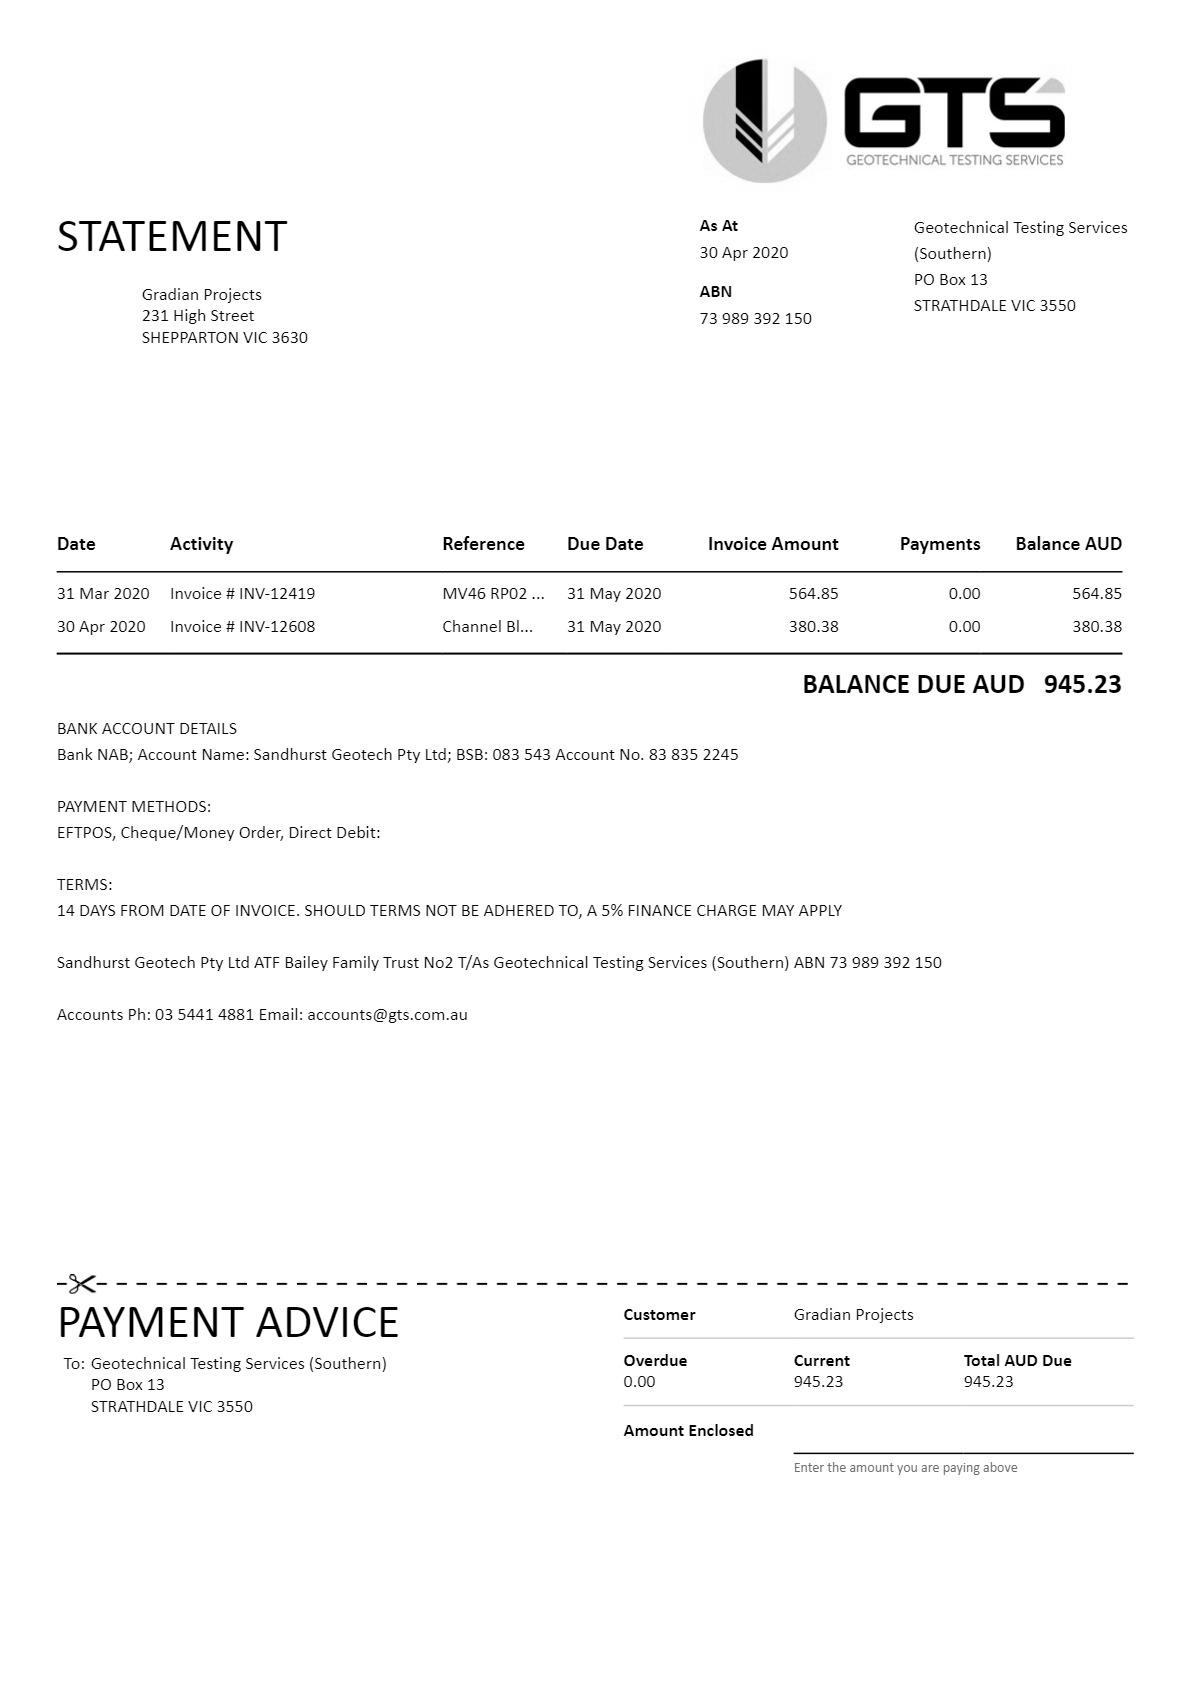 GTS
GEOTECHNICAL TESTING SERVICES
STATEMENT
Gradian Projects
231 High Street
SHEPPARTON VIC 3630
As At
30 Apr 2020
ABN
73 989 392 150
Geotechnical Testing Services
(Southern)
PO Box 13
STRATHDALE VIC 3550
Date Activity Reference Due Date Invoice Amount Payments Balance AUD
31 Mar 2020 Invoice # INV-12419 MV46 RP02 ... 31 May 2020 564.85 0.00 564.85
30 Apr 2020 Invoice # INV-12608 Channel Bl... 31 May 2020 380.38 0.00 380.38
BALANCE DUE AUD 945.23
BANK ACCOUNT DETAILS
Bank NAB; Account Name: Sandhurst Geotech Pty Ltd; BSB: 083 543 Account No. 83 835 2245
PAYMENT METHODS:
EFTPOS, Cheque/Money Order, Direct Debit:
TERMS:
14 DAYS FROM DATE OF INVOICE. SHOULD TERMS NOT BE ADHERED TO, A 5% FINANCE CHARGE MAY APPLY
Sandhurst Geotech Pty Ltd ATF Bailey Family Trust No2 T/As Geotechnical Testing Services (Southern) ABN 73 989 392 150
Accounts Ph: 03 5441 4881 Email: accounts@gts.com.au
PAYMENT ADVICE
To: Geotechnical Testing Services (Southern)
PO Box 13
STRATHDALE VIC 3550
Customer Gradian Projects
Overdue Current Total AUD Due
0.00 945.23 945.23
Amount Enclosed
Enter the amount you are paying above